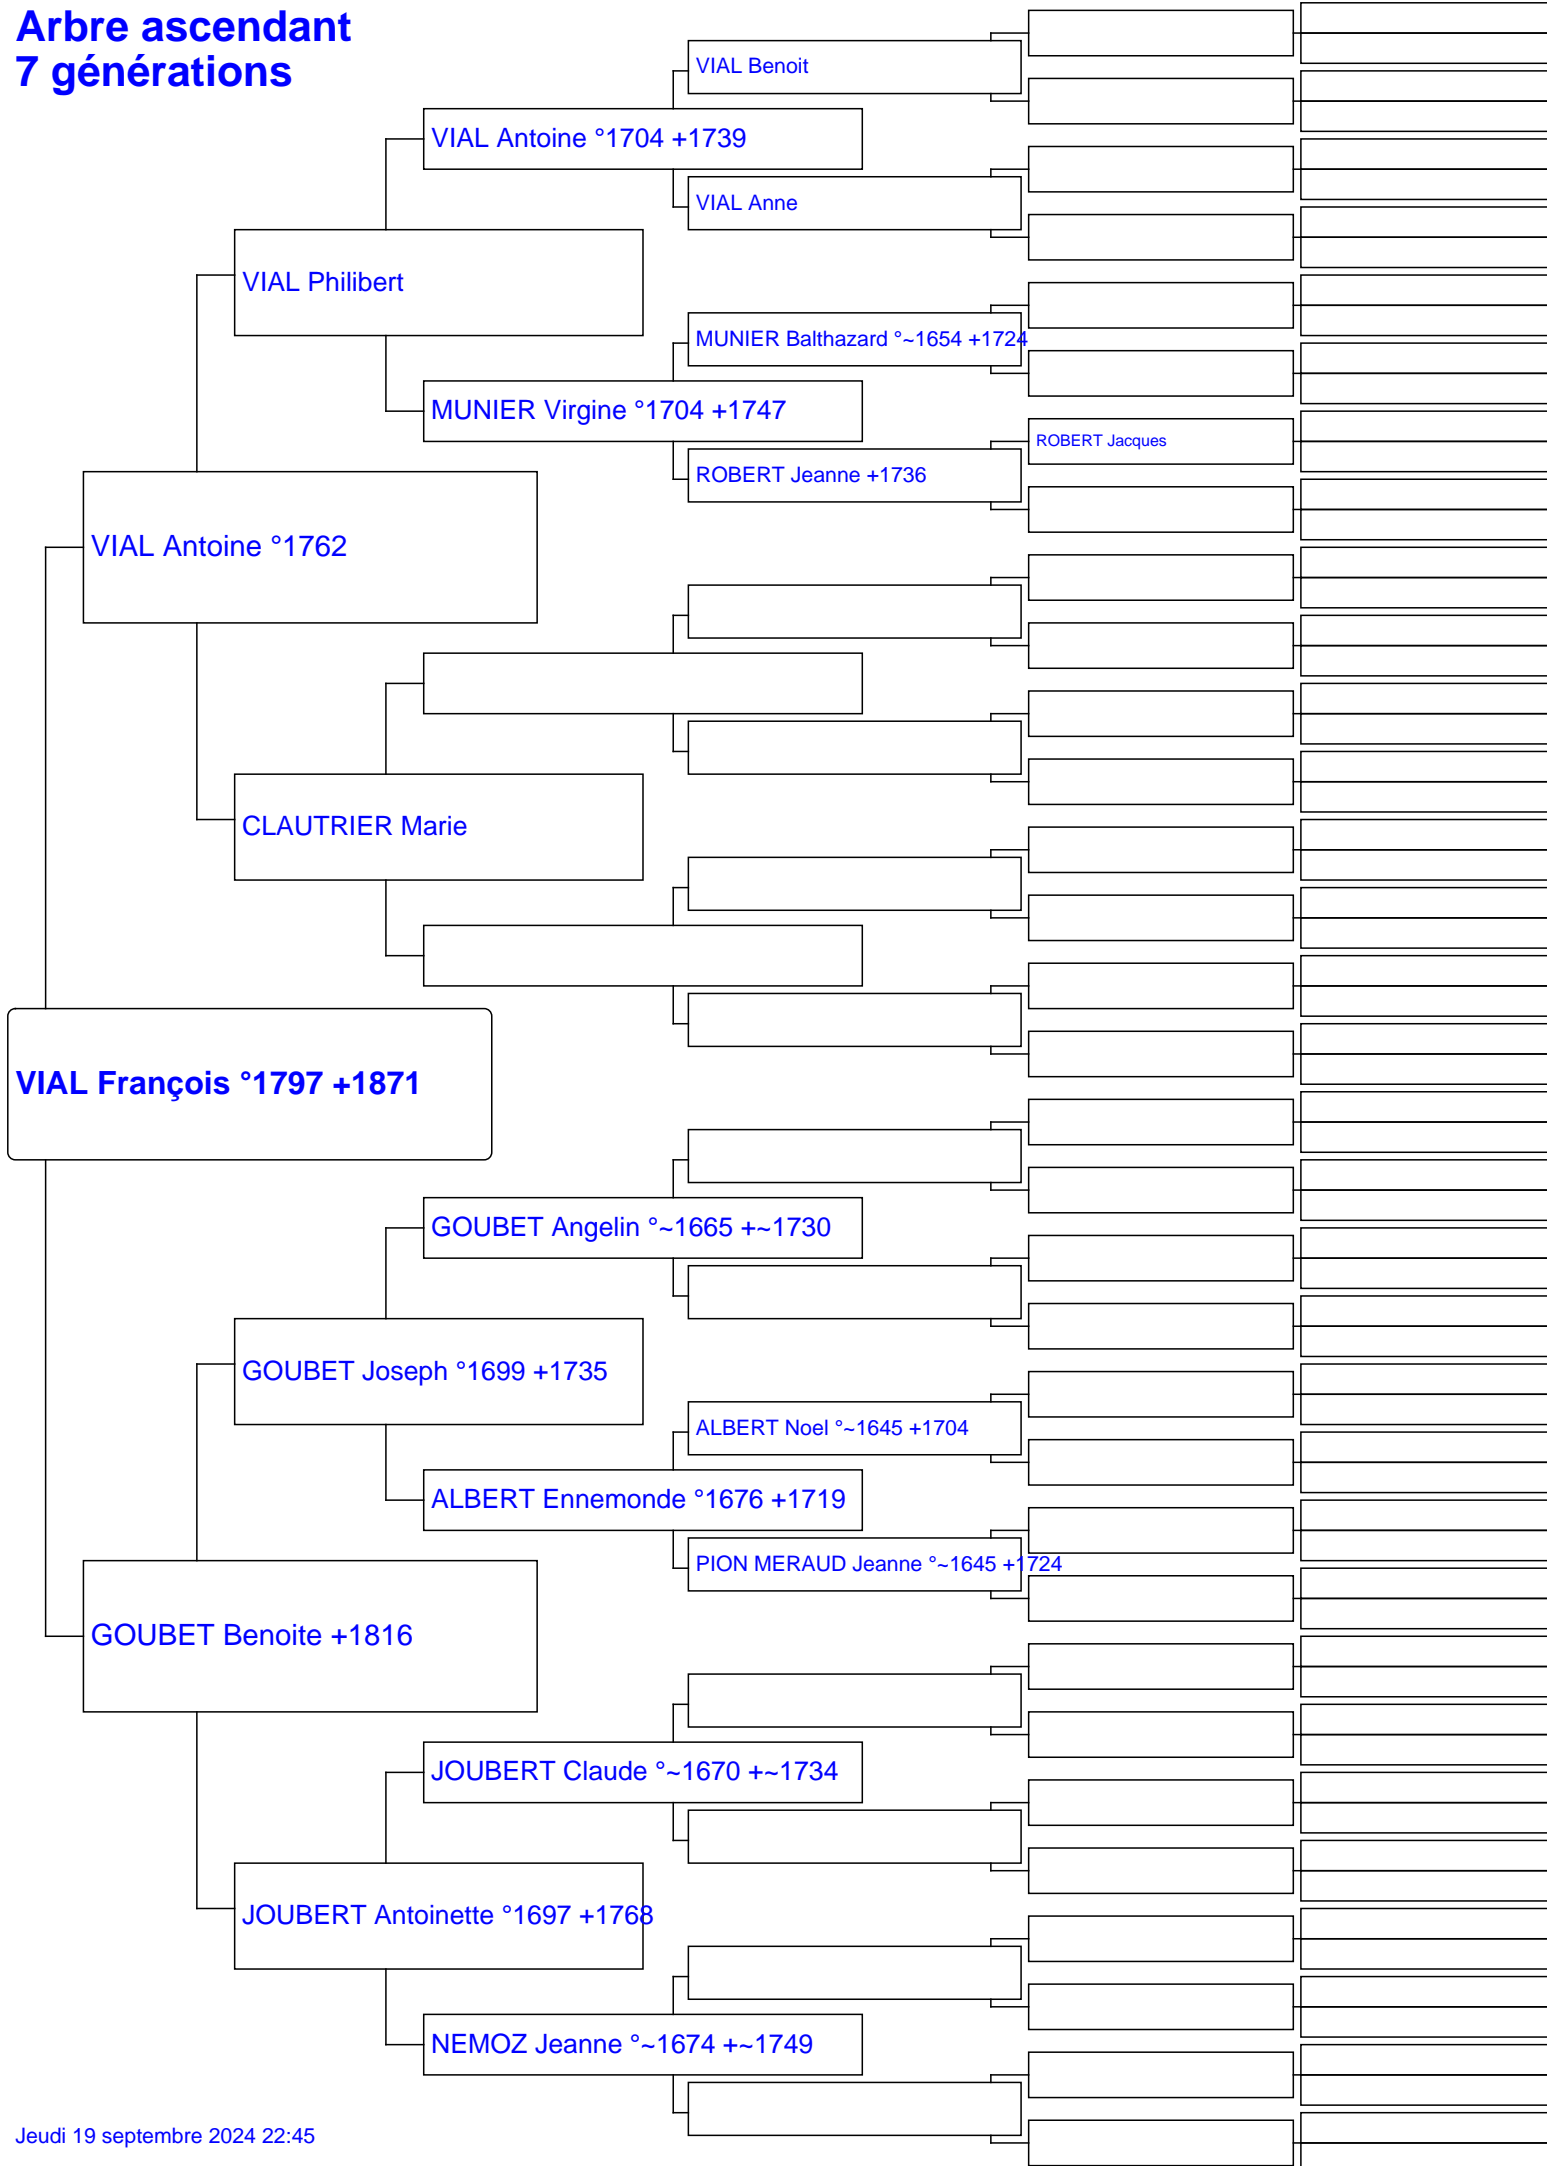 Arbre ascendant
7 générations
VIAL Benoit
VIAL Antoine °1704 +1739
VIAL Anne
VIAL Philibert
MUNIER Balthazard °~1654 +1724
MUNIER Virgine °1704 +1747
ROBERT Jacques
ROBERT Jeanne +1736
VIAL Antoine °1762
CLAUTRIER Marie
VIAL François °1797 +1871
GOUBET Angelin °~1665 +~1730
GOUBET Joseph °1699 +1735
ALBERT Noel °~1645 +1704
ALBERT Ennemonde °1676 +1719
PION MERAUD Jeanne °~1645 +1724
GOUBET Benoite +1816
JOUBERT Claude °~1670 +~1734
JOUBERT Antoinette °1697 +1768
NEMOZ Jeanne °~1674 +~1749
Jeudi 19 septembre 2024 22:45